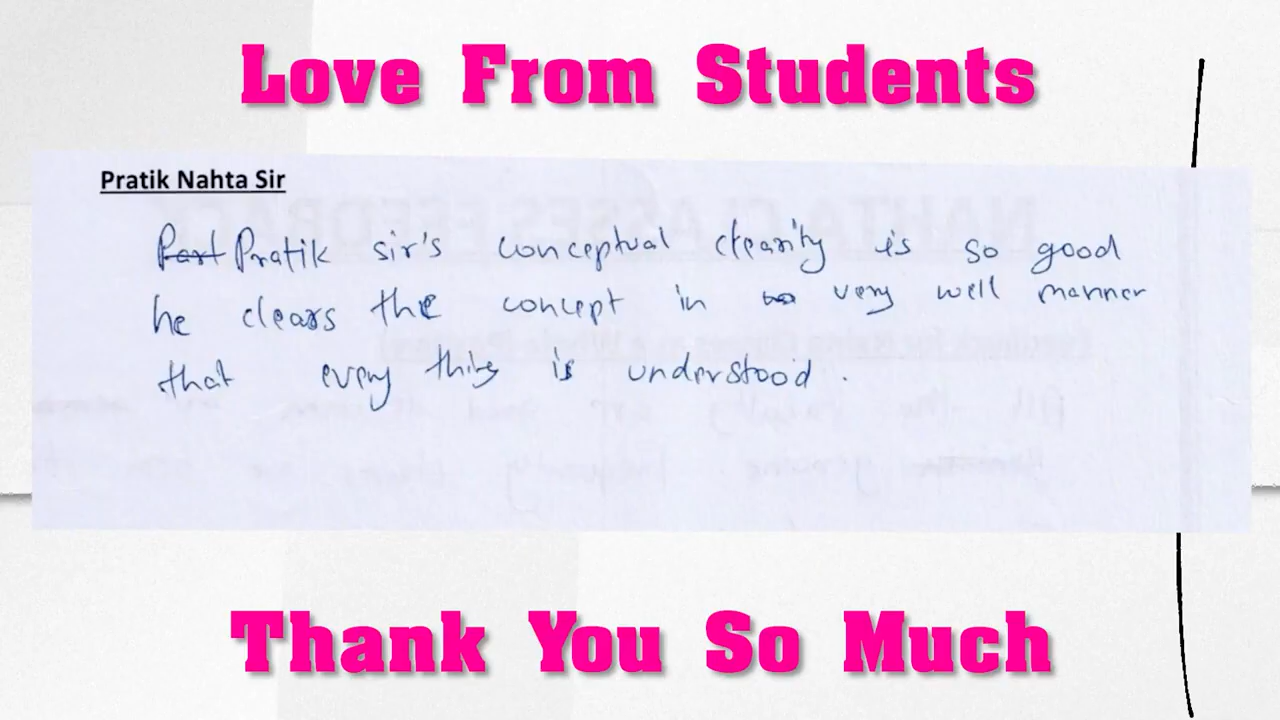 Love From Students
Pratik Nahta Sir
Part Pratik sir's conceptual clearity is so good
he clears the concept in very well manner
that every thing is understood.
Thank You So Much